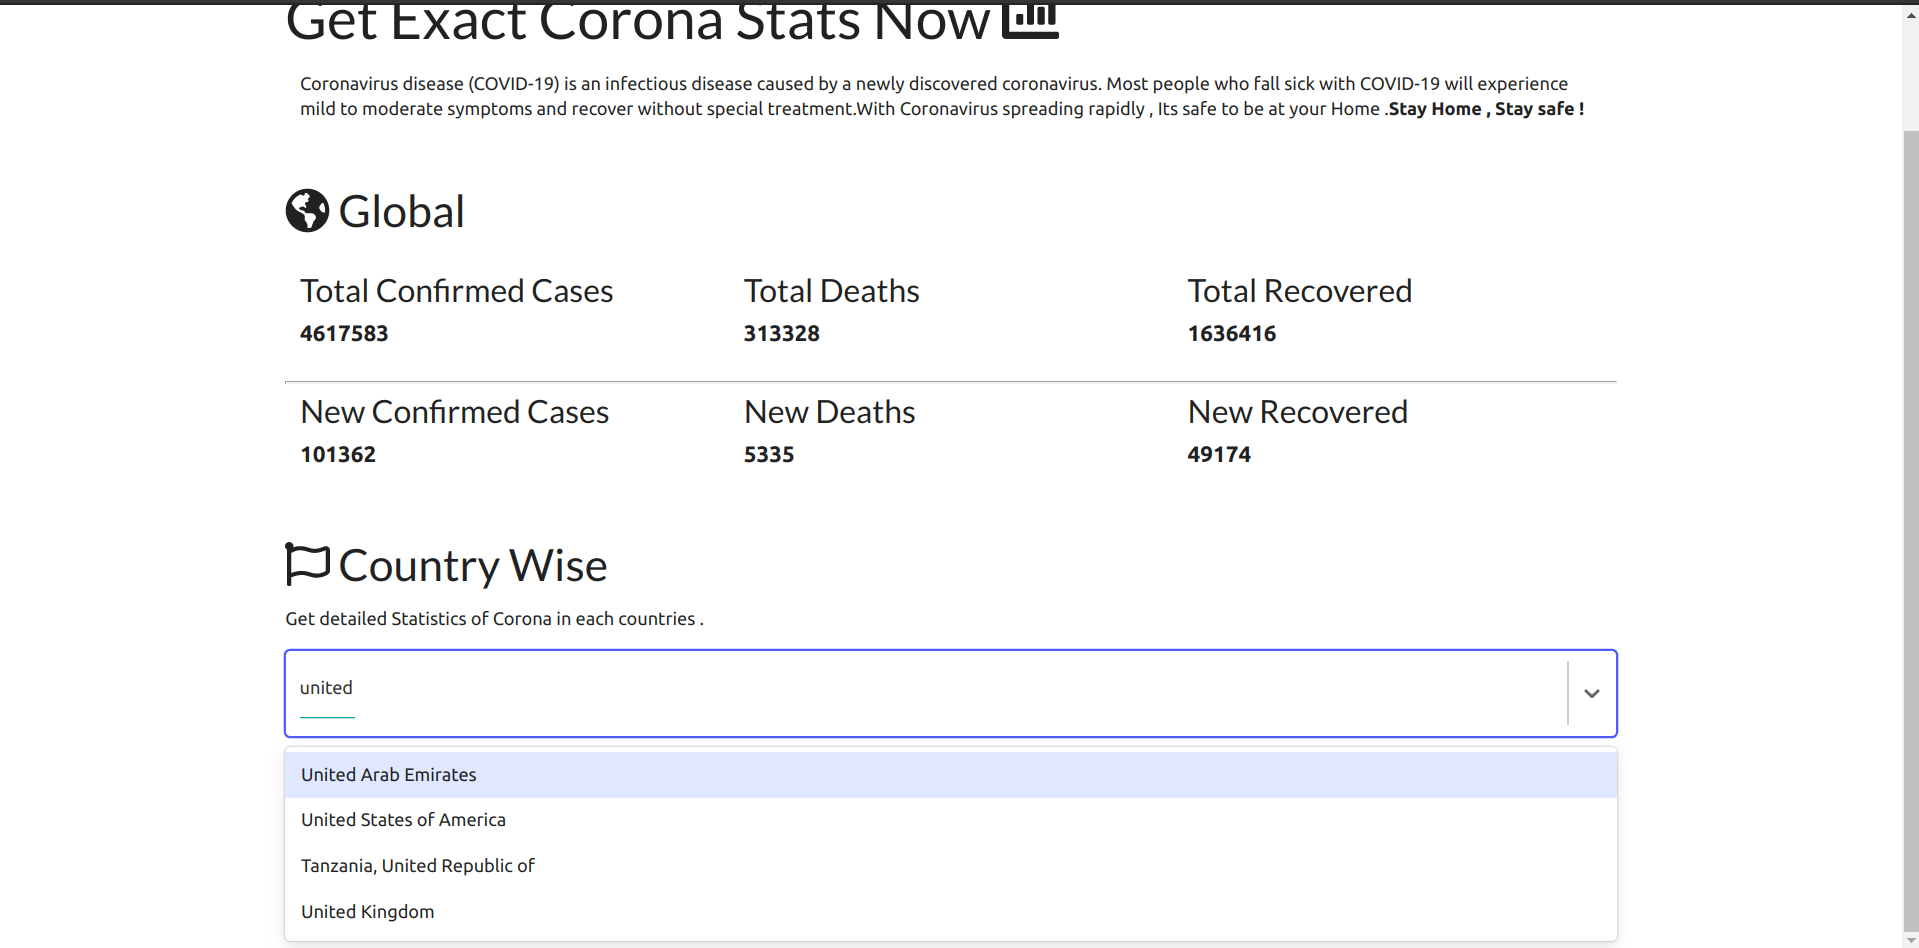 Get Exact Corona Stats Now
Coronavirus disease (COVID-19) is an infectious disease caused by a newly discovered coronavirus. Most people who fall sick with COVID-19 will experience
mild to moderate symptoms and recover without special treatment.With Coronavirus spreading rapidly , Its safe to be at your Home .Stay Home , Stay safe !
Global
Total Confirmed Cases
4617583
Total Deaths
313328
Total Recovered
1636416
New Confirmed Cases
101362
New Deaths
5335
New Recovered
49174
Country Wise
Get detailed Statistics of Corona in each countries .
united
United Arab Emirates
United States of America
Tanzania, United Republic of
United Kingdom